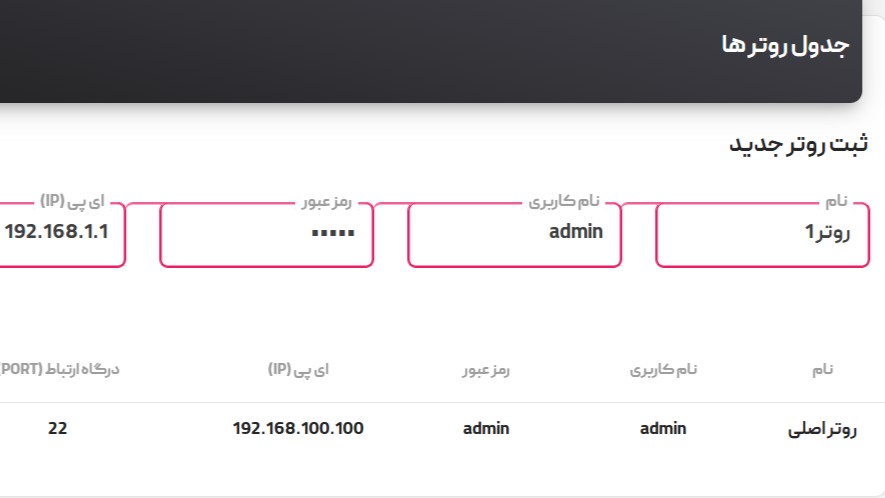 جدول روتر ها
ثبت روتر جدید
نام نام کاربری رمز عبور ای پی (IP)
روتر 1 admin ▪▪▪▪▪ 192.168.1.1
نام نام کاربری رمز عبور ای پی (IP) درگاه ارتباط (PORT)
روتر اصلی admin admin 192.168.100.100 22